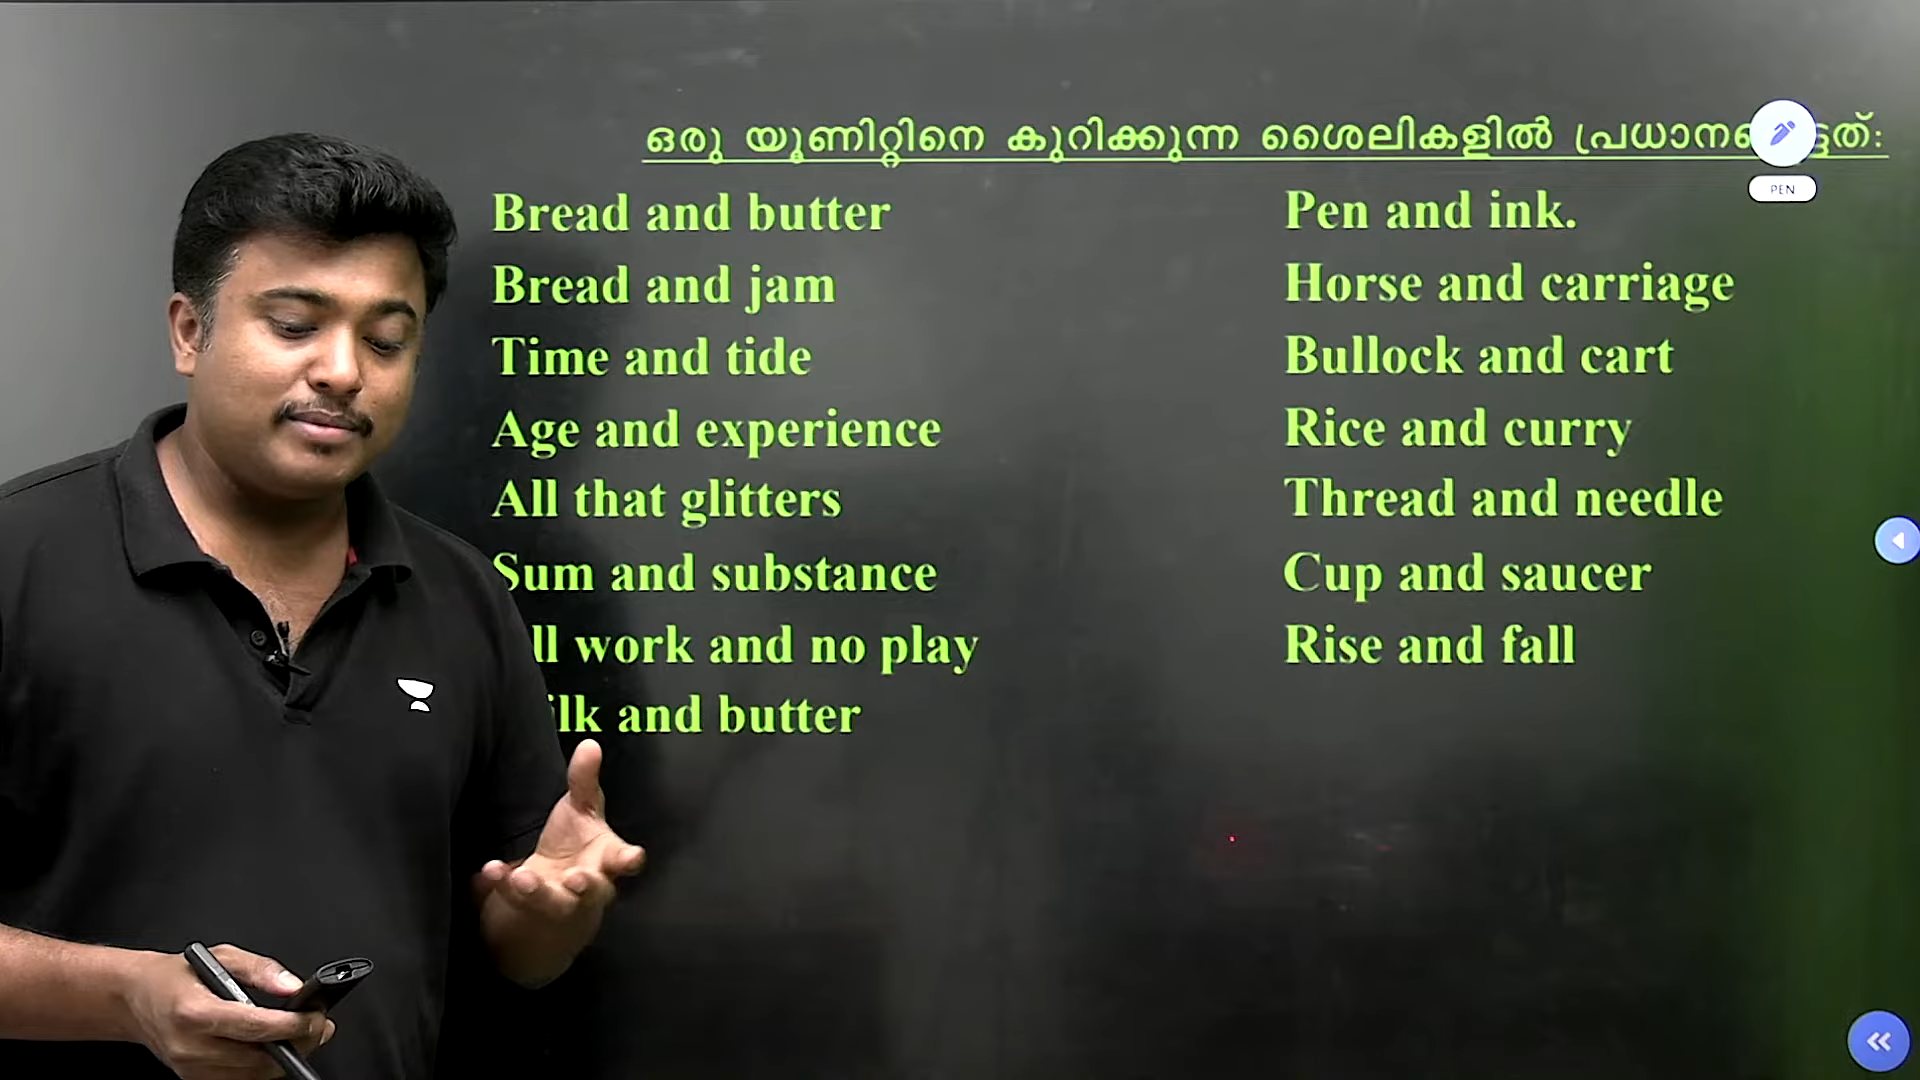 ഒരു യൂണിറ്റിനെ കുറിക്കുന്ന ശൈലികളിൽ
PEN
Bread and butter
Bread and jam
Time and tide
Age and experience
All that glitters
Sum and substance
work and no play
and butter
Pen and ink.
Horse and carriage
Bullock and cart
Rice and curry
Thread and needle
Cup and saucer
Rise and fall